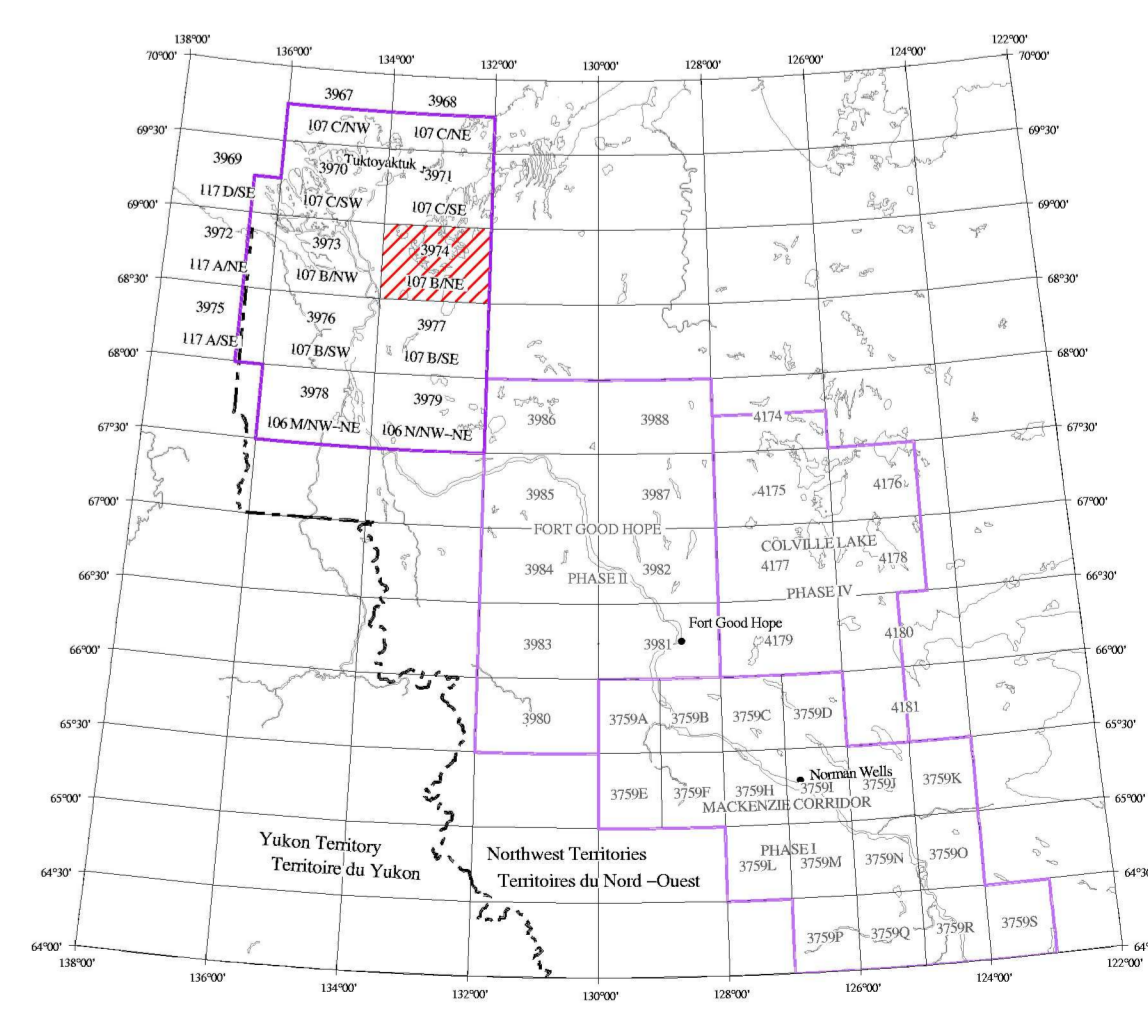 138°00'
136°00'
134°00'
132°00'
130°00'
128°00'
126°00'
124°00'
122°00'
70°00'
70°00'
3967
3968
107 C/NW
107 C/NE
69°30'
69°30'
3969
3970
Tuktoyaktuk
3971
117 D/SE
107 C/SW
107 C/SE
69°00'
69°00'
3972
3973
3974
117 A/NE
107 B/NW
107 B/NE
68°30'
68°30'
3975
3976
3977
117 A/SE
107 B/SW
107 B/SE
68°00'
68°00'
3978
3979
106 M/NW–NE
106 N/NW–NE
3986
3988
4174
67°30'
67°30'
3985
3987
4175
4176
67°00'
67°00'
FORT GOOD HOPE
COLVILLE LAKE
3984
3982
4177
4178
PHASE II
PHASE IV
66°30'
66°30'
Fort Good Hope
3983
3981
4179
4180
66°00'
66°00'
3980
3759A
3759B
3759C
3759D
4181
65°30'
65°30'
Norman Wells
3759E
3759F
3759H
3759I
3759J
3759K
MACKENZIE CORRIDOR
65°00'
65°00'
Yukon Territory
Territoire du Yukon
Northwest Territories
Territoires du Nord –Ouest
PHASE I
3759L
3759M
3759N
3759O
64°30'
64°30'
3759P
3759Q
3759R
3759S
64°00'
138°00'
136°00'
134°00'
132°00'
130°00'
128°00'
126°00'
124°00'
122°00'